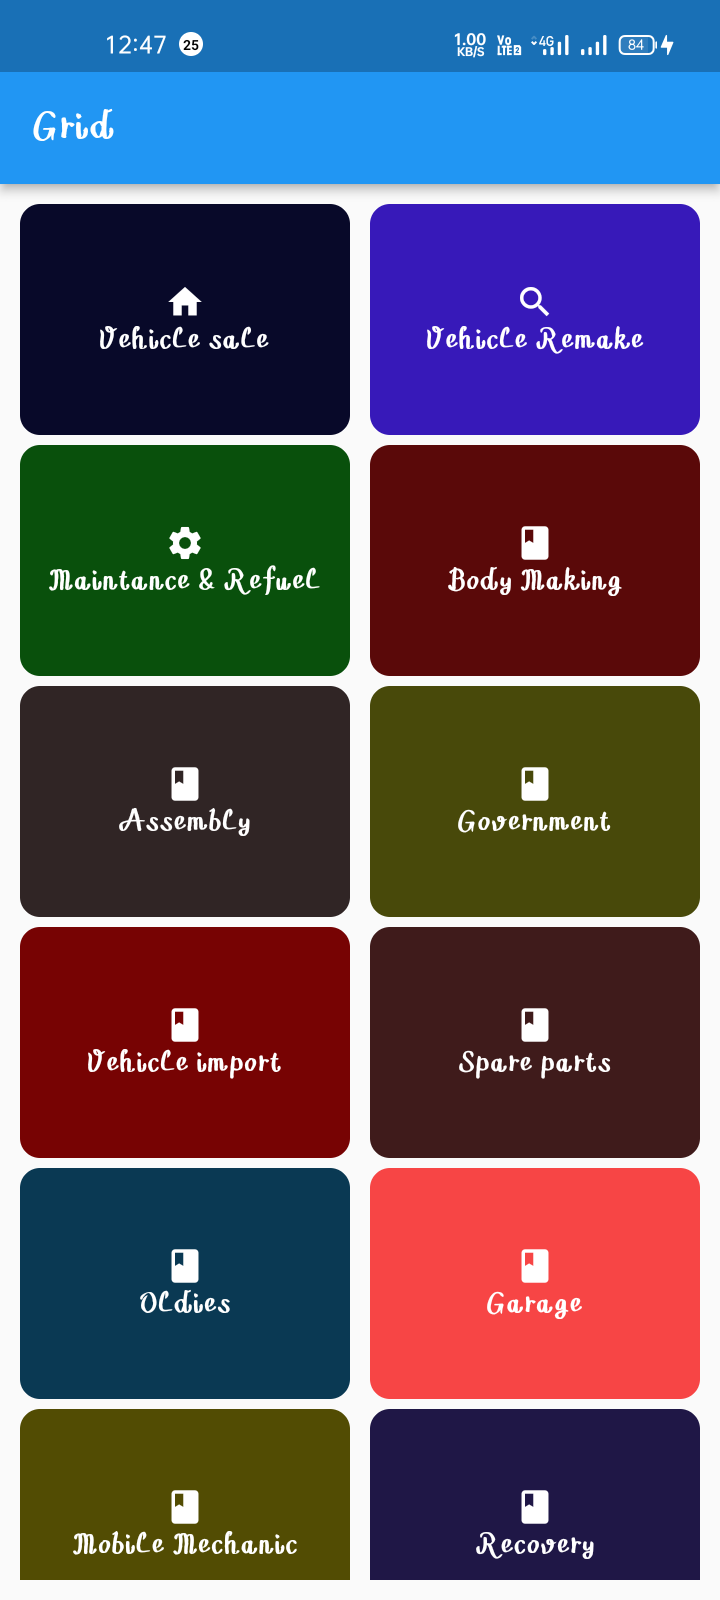 12:47 25 1.00 KB/S Vo LTE2 4G 84
Grid
Vehicle sale
Vehicle Remake
Maintance & Refuel
Body Making
Assembly
Government
Vehicle import
Spare parts
Oldies
Garage
Mobile Mechanic
Recovery